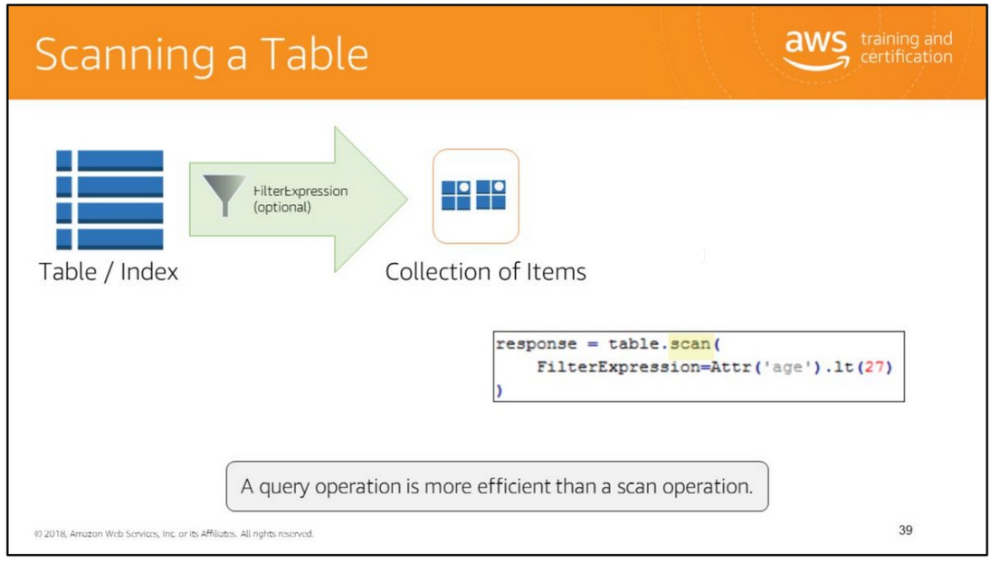 Scanning a Table
aws training and
certification
FilterExpression
(optional)
Table / Index
Collection of Items
response = table.scan(
    FilterExpression=Attr('age').lt(27)
)
A query operation is more efficient than a scan operation.
© 2018, Amazon Web Services, Inc. or its Affiliates. All rights reserved.
39